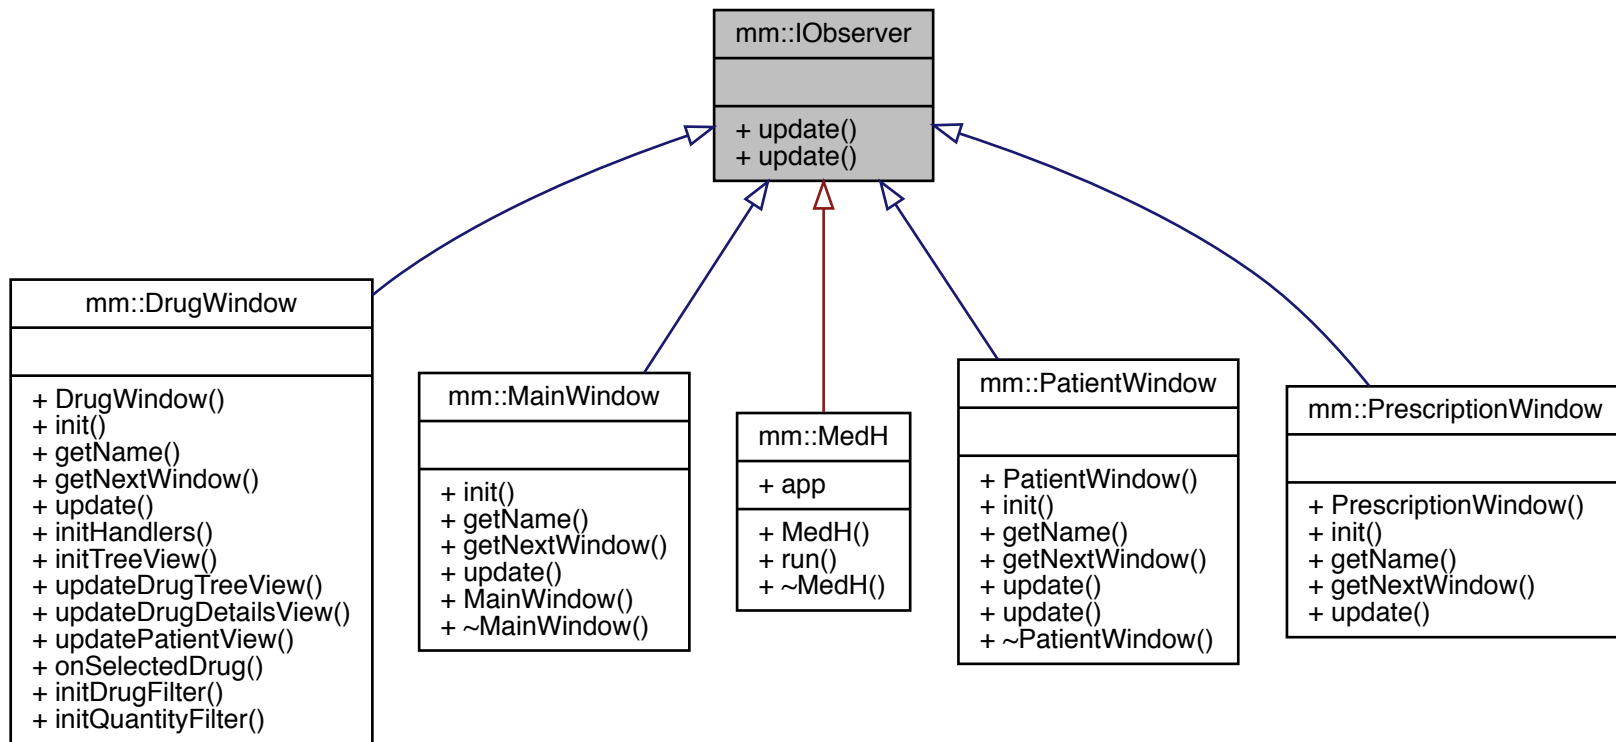 mm::IObserver
+ update()
+ update()
mm::DrugWindow
+ DrugWindow()
+ init()
+ getName()
+ getNextWindow()
+ update()
+ initHandlers()
+ initTreeView()
+ updateDrugTreeView()
+ updateDrugDetailsView()
+ updatePatientView()
+ onSelectedDrug()
+ initDrugFilter()
+ initQuantityFilter()
mm::MainWindow
+ init()
+ getName()
+ getNextWindow()
+ update()
+ MainWindow()
+ ~MainWindow()
mm::MedH
+ app
+ MedH()
+ run()
+ ~MedH()
mm::PatientWindow
+ PatientWindow()
+ init()
+ getName()
+ getNextWindow()
+ update()
+ update()
+ ~PatientWindow()
mm::PrescriptionWindow
+ PrescriptionWindow()
+ init()
+ getName()
+ getNextWindow()
+ update()